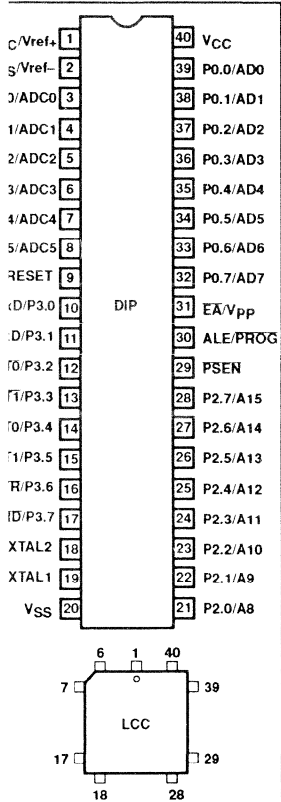 C/Vref+ 1 40 VCC
S/Vref– 2 39 P0.0/AD0
0/ADC0 3 38 P0.1/AD1
1/ADC1 4 37 P0.2/AD2
2/ADC2 5 36 P0.3/AD3
3/ADC3 6 35 P0.4/AD4
4/ADC4 7 34 P0.5/AD5
5/ADC5 8 33 P0.6/AD6
RESET 9 32 P0.7/AD7
D/P3.0 10 DIP 31 EA/VPP
D/P3.1 11 30 ALE/PROG
T0/P3.2 12 29 PSEN
T1/P3.3 13 28 P2.7/A15
T0/P3.4 14 27 P2.6/A14
T1/P3.5 15 26 P2.5/A13
R/P3.6 16 25 P2.4/A12
D/P3.7 17 24 P2.3/A11
XTAL2 18 23 P2.2/A10
XTAL1 19 22 P2.1/A9
VSS 20 21 P2.0/A8
6 1 40
7 39
LCC
17 29
18 28